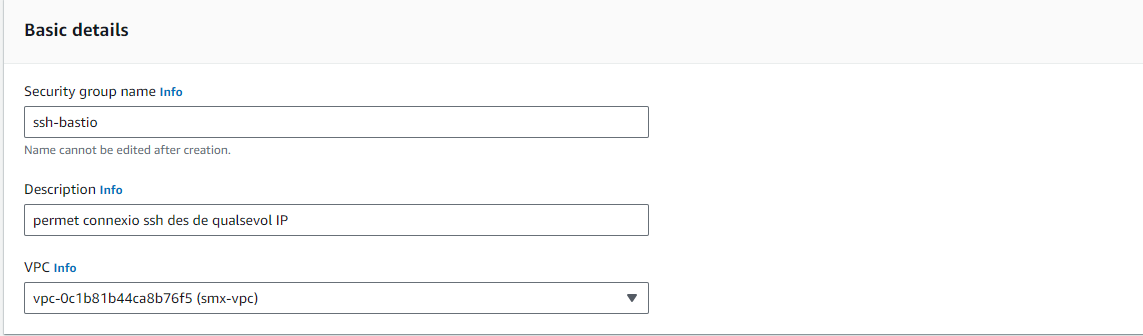 Basic details
Security group name Info
ssh-bastio
Name cannot be edited after creation.
Description Info
permet connexio ssh des de qualsevol IP
VPC Info
vpc-0c1b81b44ca8b76f5 (smx-vpc)